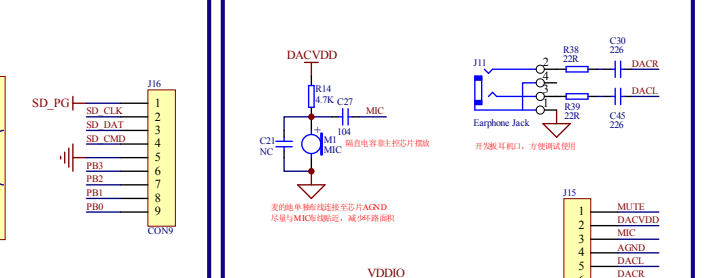 J16
SD_PG
1
SD_CLK
2
SD_DAT
3
SD_CMD
4
5
PB3
6
PB2
7
PB1
8
PB0
9
CON9
DACVDD
R14
4.7K
C27
MIC
104
C21
NC
+
M1
MIC
隔直电容靠主控芯片摆放
麦的地单独布线连接至芯片AGND
尽量与MIC布线贴近，减少环路面积
VDDIO
J11
2
4
3
1
R38
22R
C30
226
DACR
DACL
R39
22R
C45
226
Earphone Jack
开发板耳机口，方便调试使用
J15
1
MUTE
2
DACVDD
3
MIC
4
AGND
5
DACL
DACR